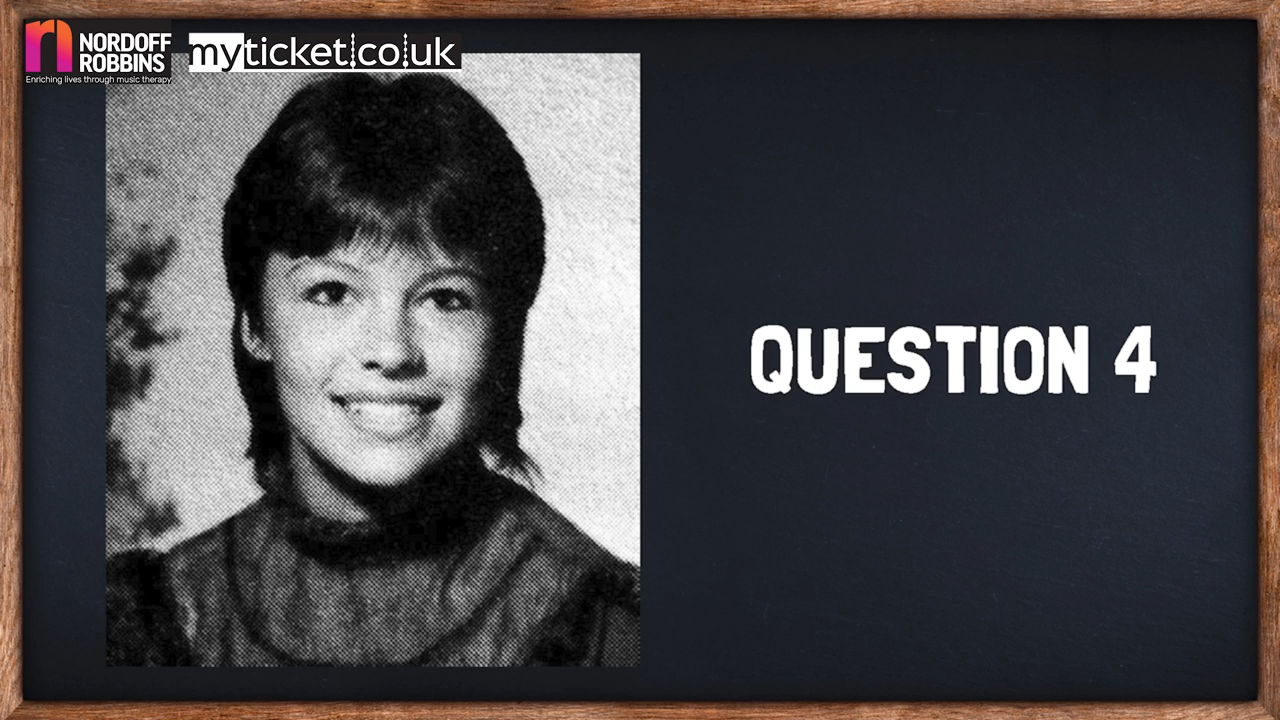 NORDOFF
ROBBINS
Enriching lives through music therapy
myticket.co.uk
QUESTION 4